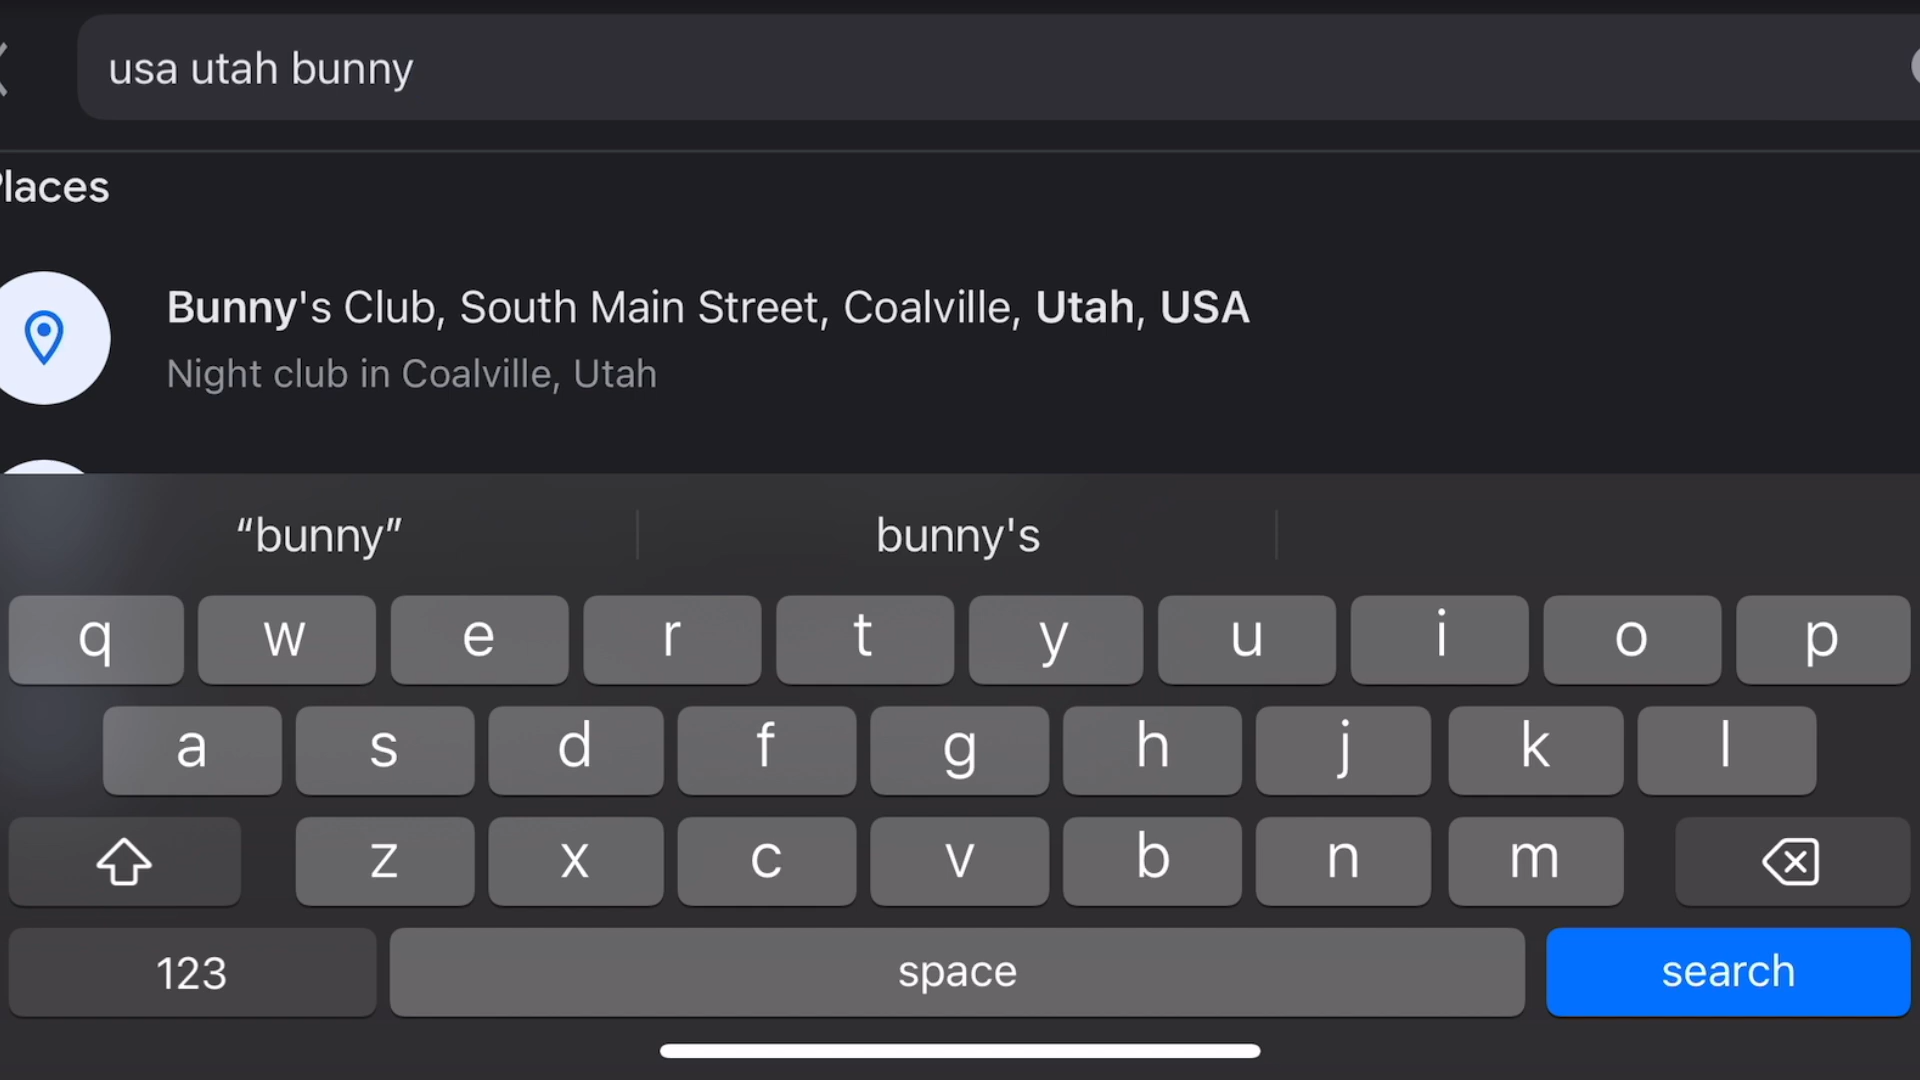 usa utah bunny
Places
Bunny's Club, South Main Street, Coalville, Utah, USA
Night club in Coalville, Utah
“bunny” bunny's
q w e r t y u i o p
a s d f g h j k l
z x c v b n m
123 space search